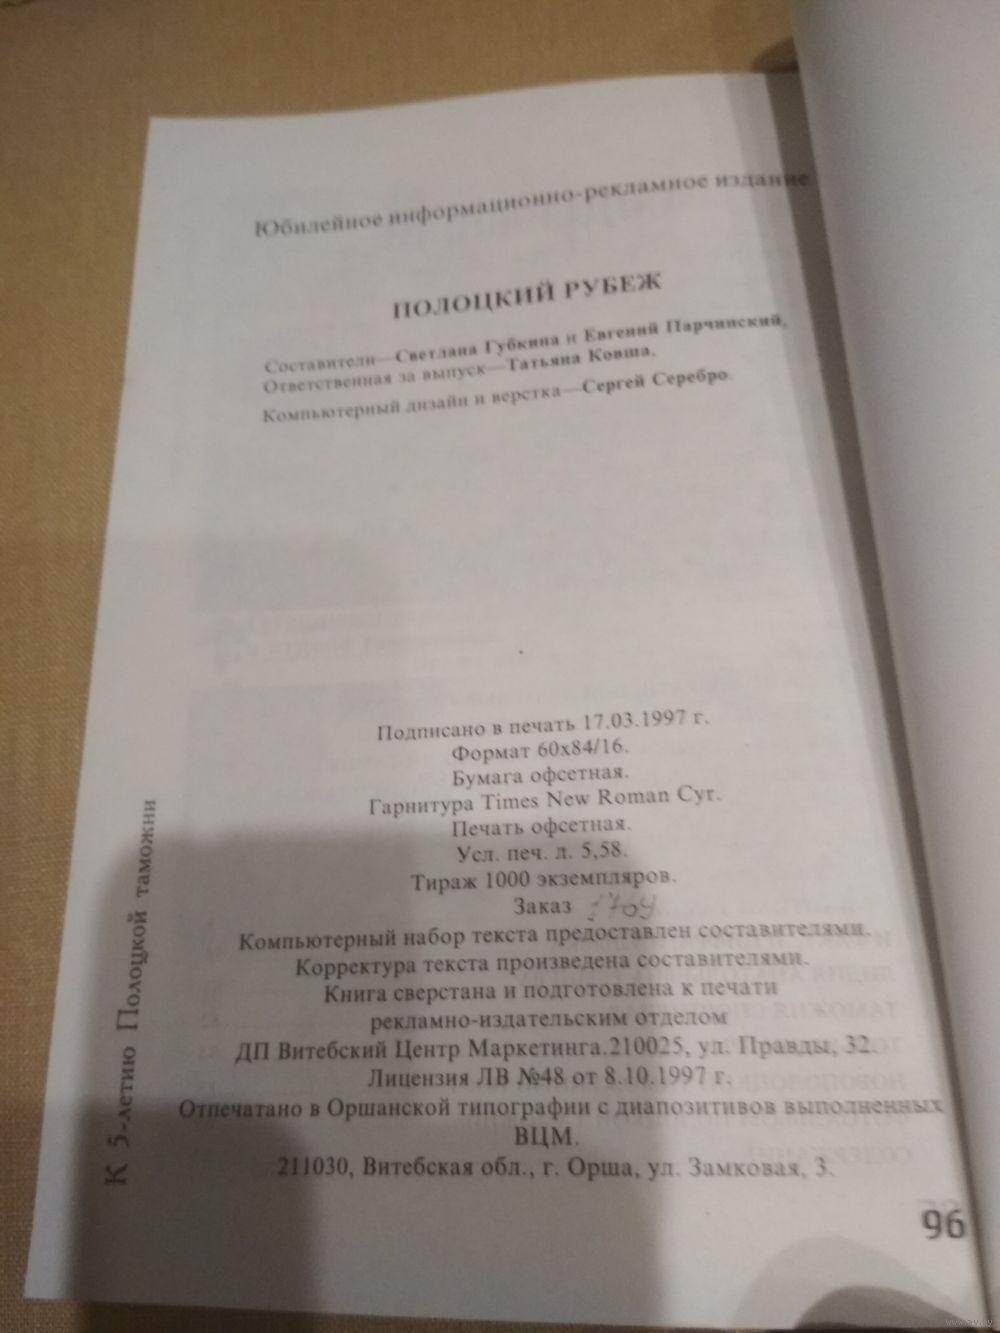 Юбилейное информационно-рекламное издание
ПОЛОЦКИЙ РУБЕЖ
Составители—Светлана Губкина и Евгений Парчинский,
Ответственная за выпуск—Татьяна Ковша.
Компьютерный дизайн и верстка—Сергей Серебро.
Подписано в печать 17.03.1997 г.
Формат 60x84/16.
Бумага офсетная.
Гарнитура Times New Roman Cyr.
Печать офсетная.
Усл. печ. л. 5,58.
Тираж 1000 экземпляров.
Заказ
Компьютерный набор текста предоставлен составителями.
Корректура текста произведена составителями.
Книга сверстана и подготовлена к печати
рекламно-издательским отделом
ДП Витебский Центр Маркетинга.210025, ул. Правды, 32.
Лицензия ЛВ №48 от 8.10.1997 г.
Отпечатано в Оршанской типографии с диапозитивов выполненных
ВЦМ.
211030, Витебская обл., г. Орша, ул. Замковая, 3.
К 5-летию Полоцкой таможни
96